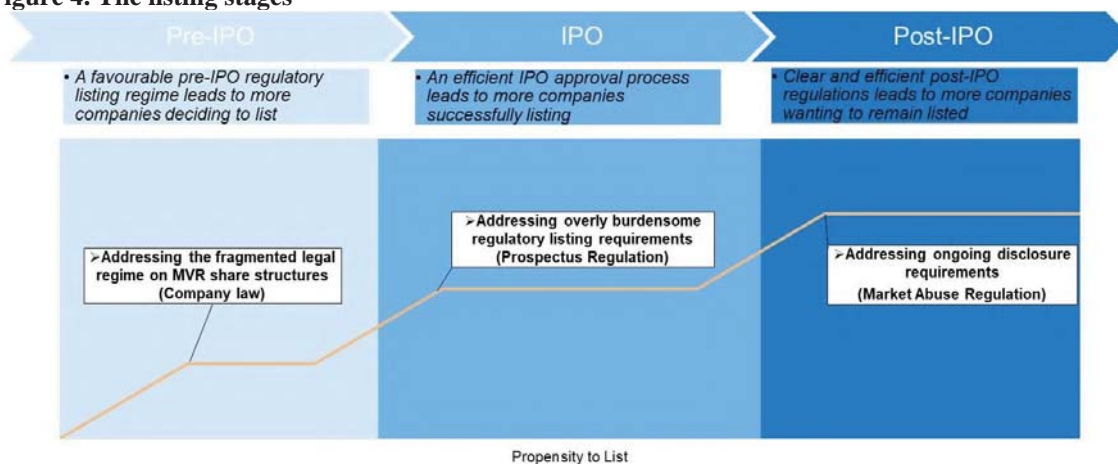 Figure 4: The listing stages
Pre-IPO
IPO
Post-IPO
• A favourable pre-IPO regulatory
listing regime leads to more
companies deciding to list
• An efficient IPO approval process
leads to more companies
successfully listing
• Clear and efficient post-IPO
regulations leads to more companies
wanting to remain listed
➢Addressing the fragmented legal
regime on MVR share structures
(Company law)
➢Addressing overly burdensome
regulatory listing requirements
(Prospectus Regulation)
➢Addressing ongoing disclosure
requirements
(Market Abuse Regulation)
Propensity to List